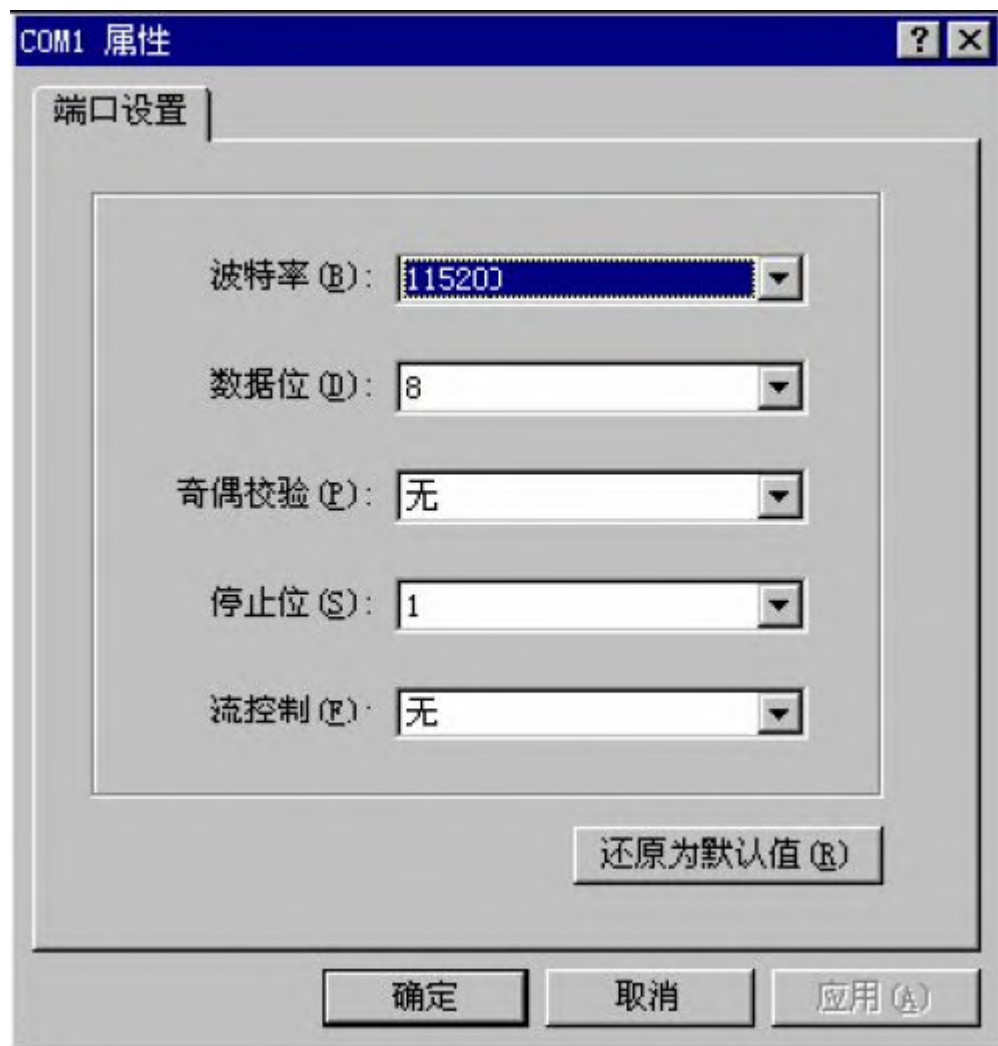 COM1 属性
端口设置
波特率(B): 115200
数据位(D): 8
奇偶校验(P): 无
停止位(S): 1
流控制(F): 无
还原为默认值(R)
确定 取消 应用(A)